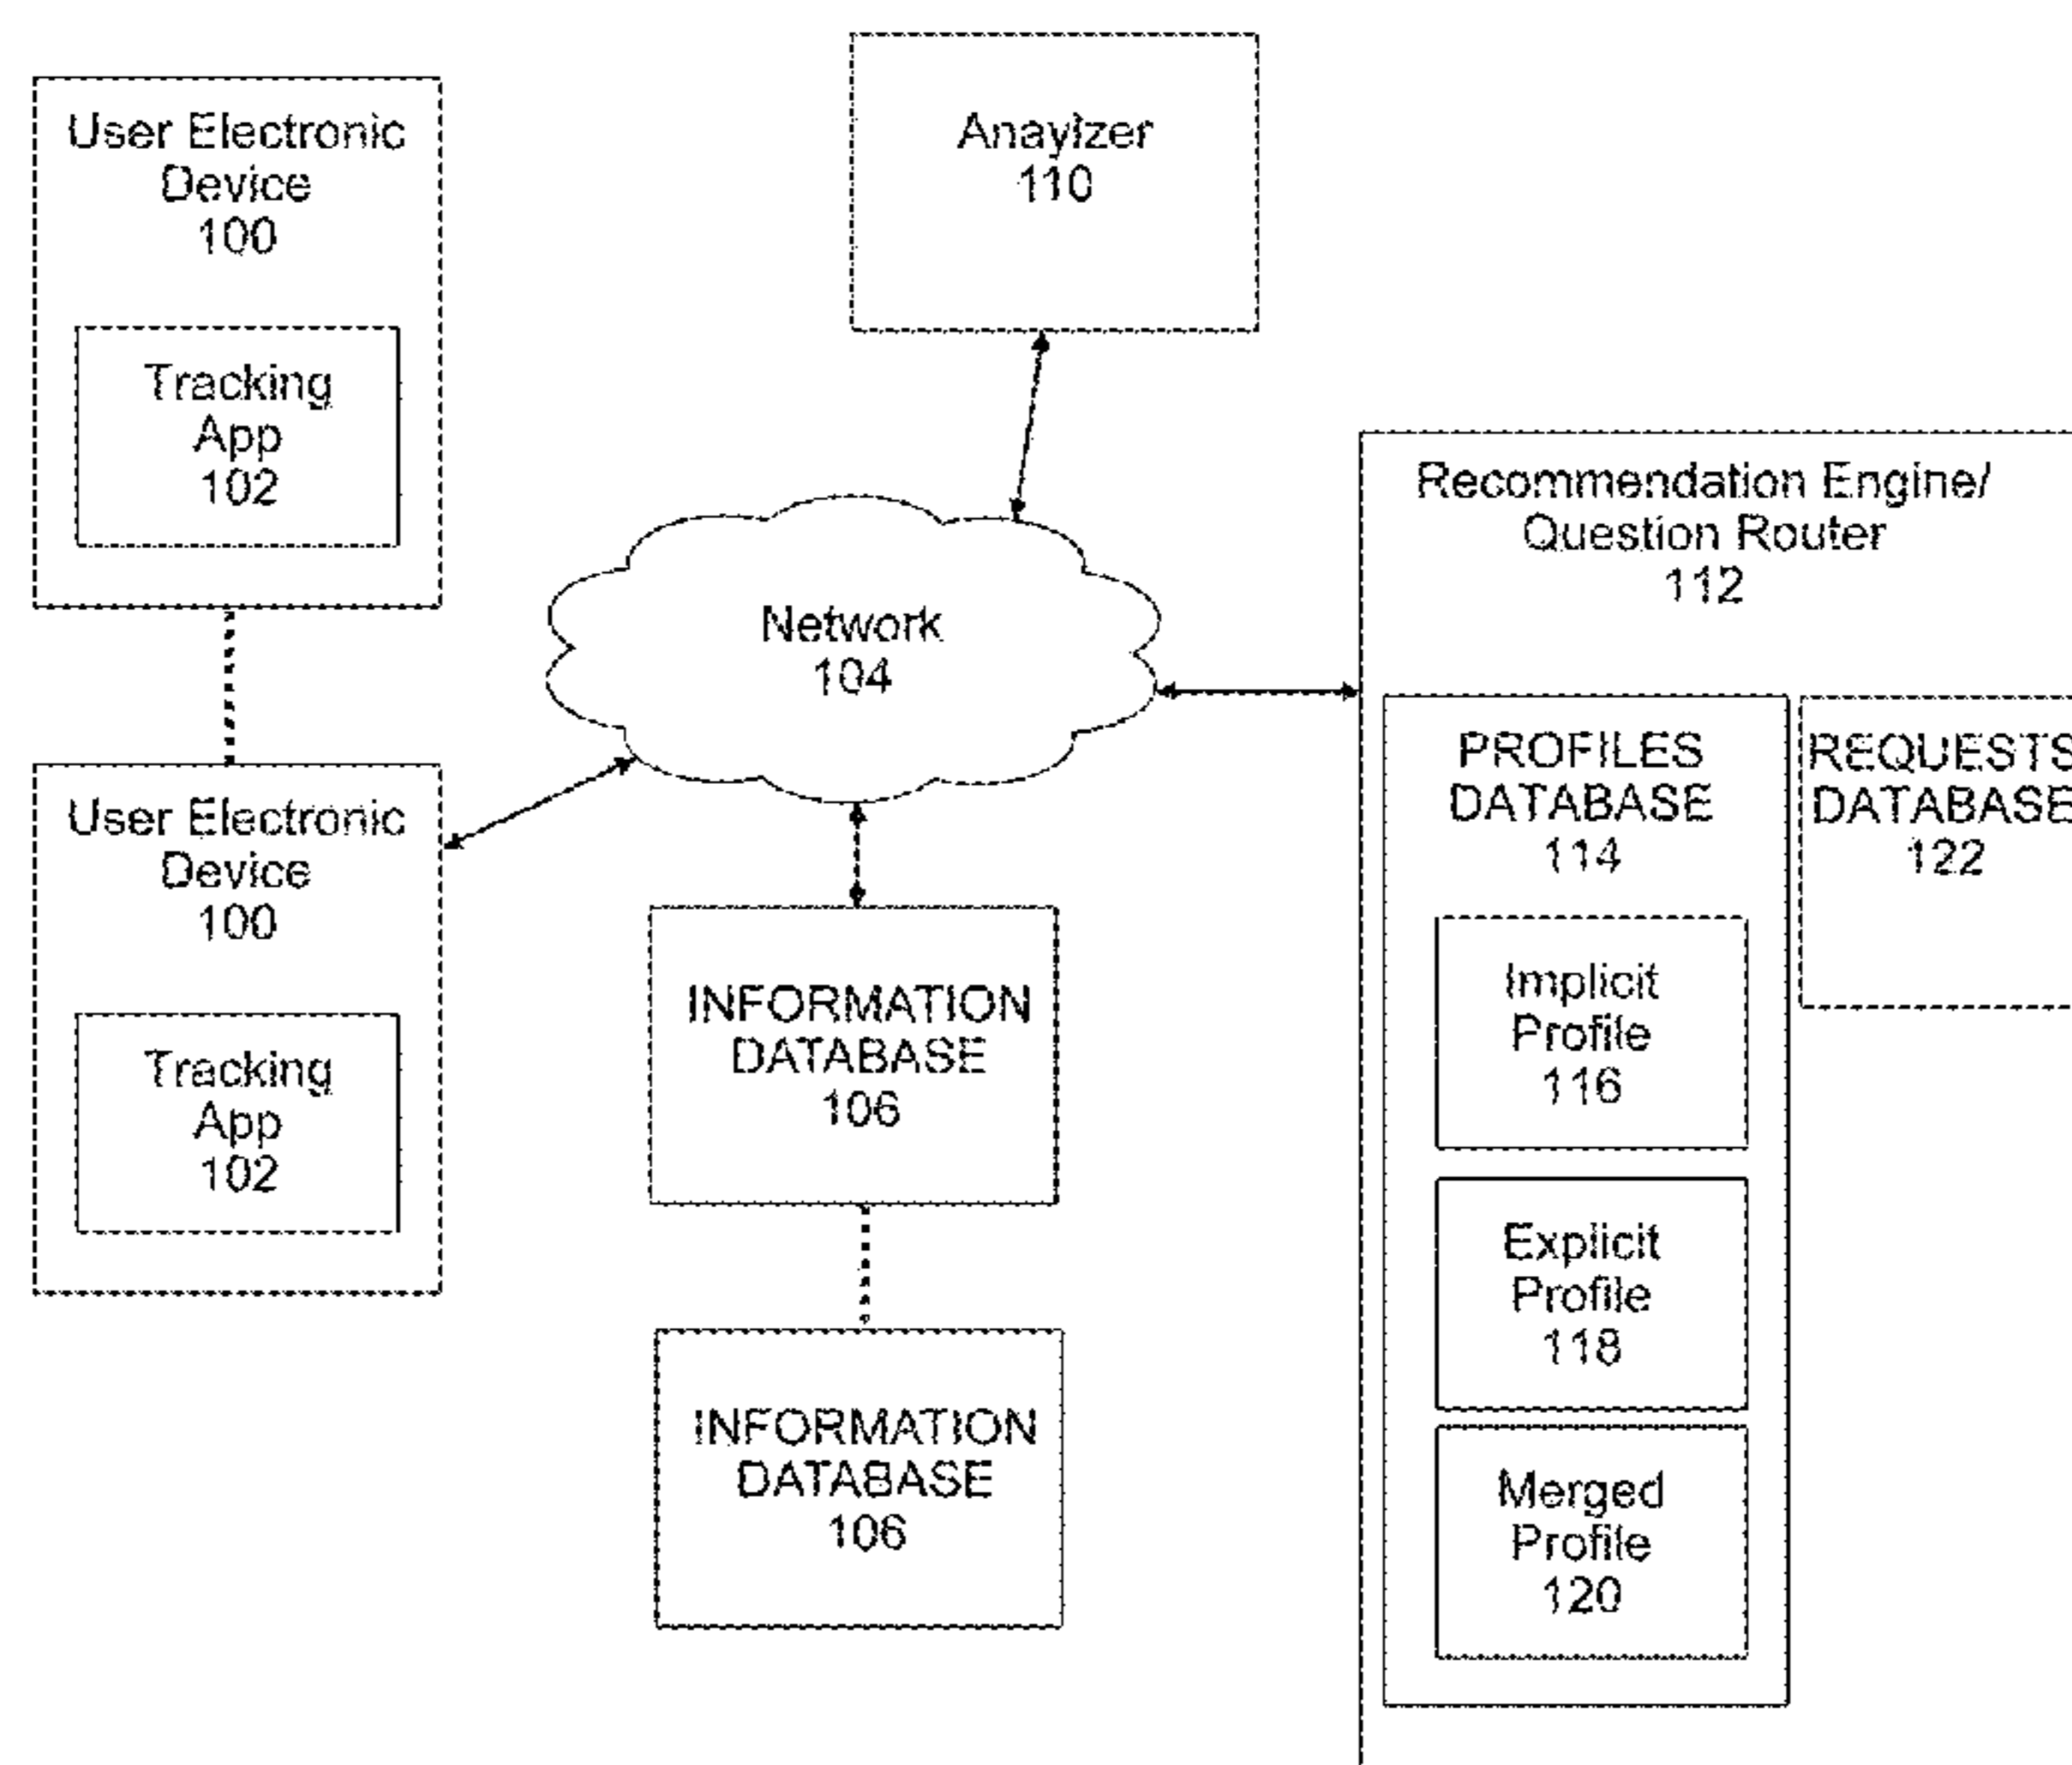 User Electronic
Device
100
Tracking
App
102
Anaylzer
110
Network
104
Recommendation Engine/
Question Router
112
PROFILES
DATABASE
114
Implicit
Profile
116
Explicit
Profile
118
Merged
Profile
120
REQUESTS
DATABASE
122
User Electronic
Device
100
Tracking
App
102
INFORMATION
DATABASE
106
INFORMATION
DATABASE
106